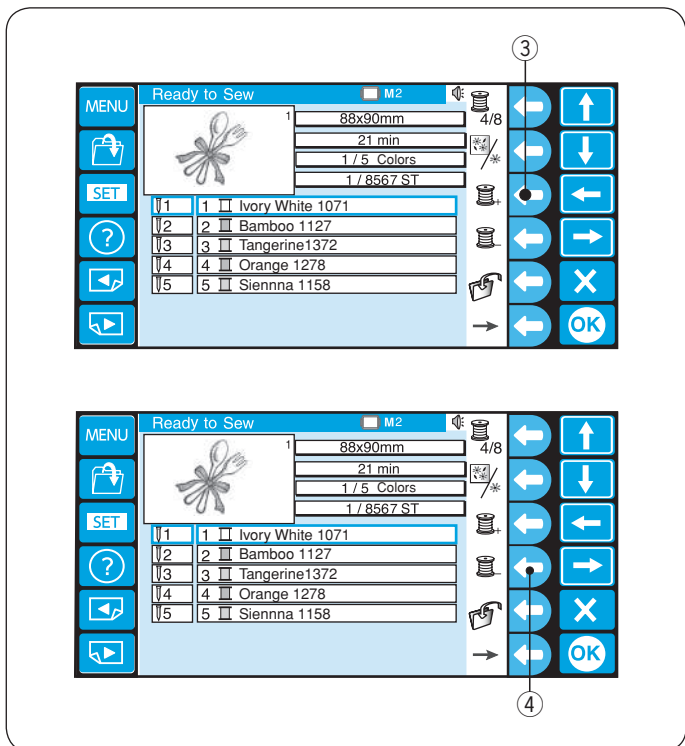 3
MENU Ready to Sew M2
4/8
1 88x90mm
21 min
1 / 5 Colors
SET 1 / 8567 ST
1 1 Ivory White 1071
2 2 Bamboo 1127
? 3 3 Tangerine1372
4 4 Orange 1278
5 5 Siennna 1158
X
OK
MENU Ready to Sew M2
4/8
1 88x90mm
21 min
1 / 5 Colors
SET 1 / 8567 ST
1 1 Ivory White 1071
2 2 Bamboo 1127
? 3 3 Tangerine1372
4 4 Orange 1278
5 5 Siennna 1158
X
OK
4